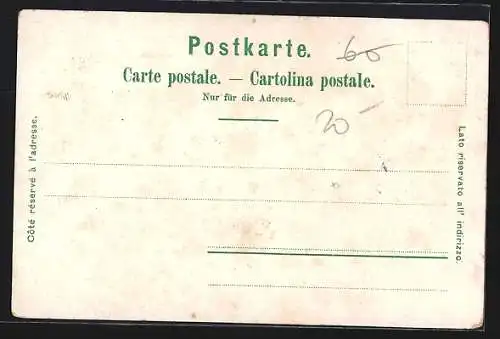 Postkarte.
60
Carte postale. — Cartolina postale.
Nur für die Adresse.
20-
Côté réservé à l'adresse.
Lato riservato all' indirizzo.